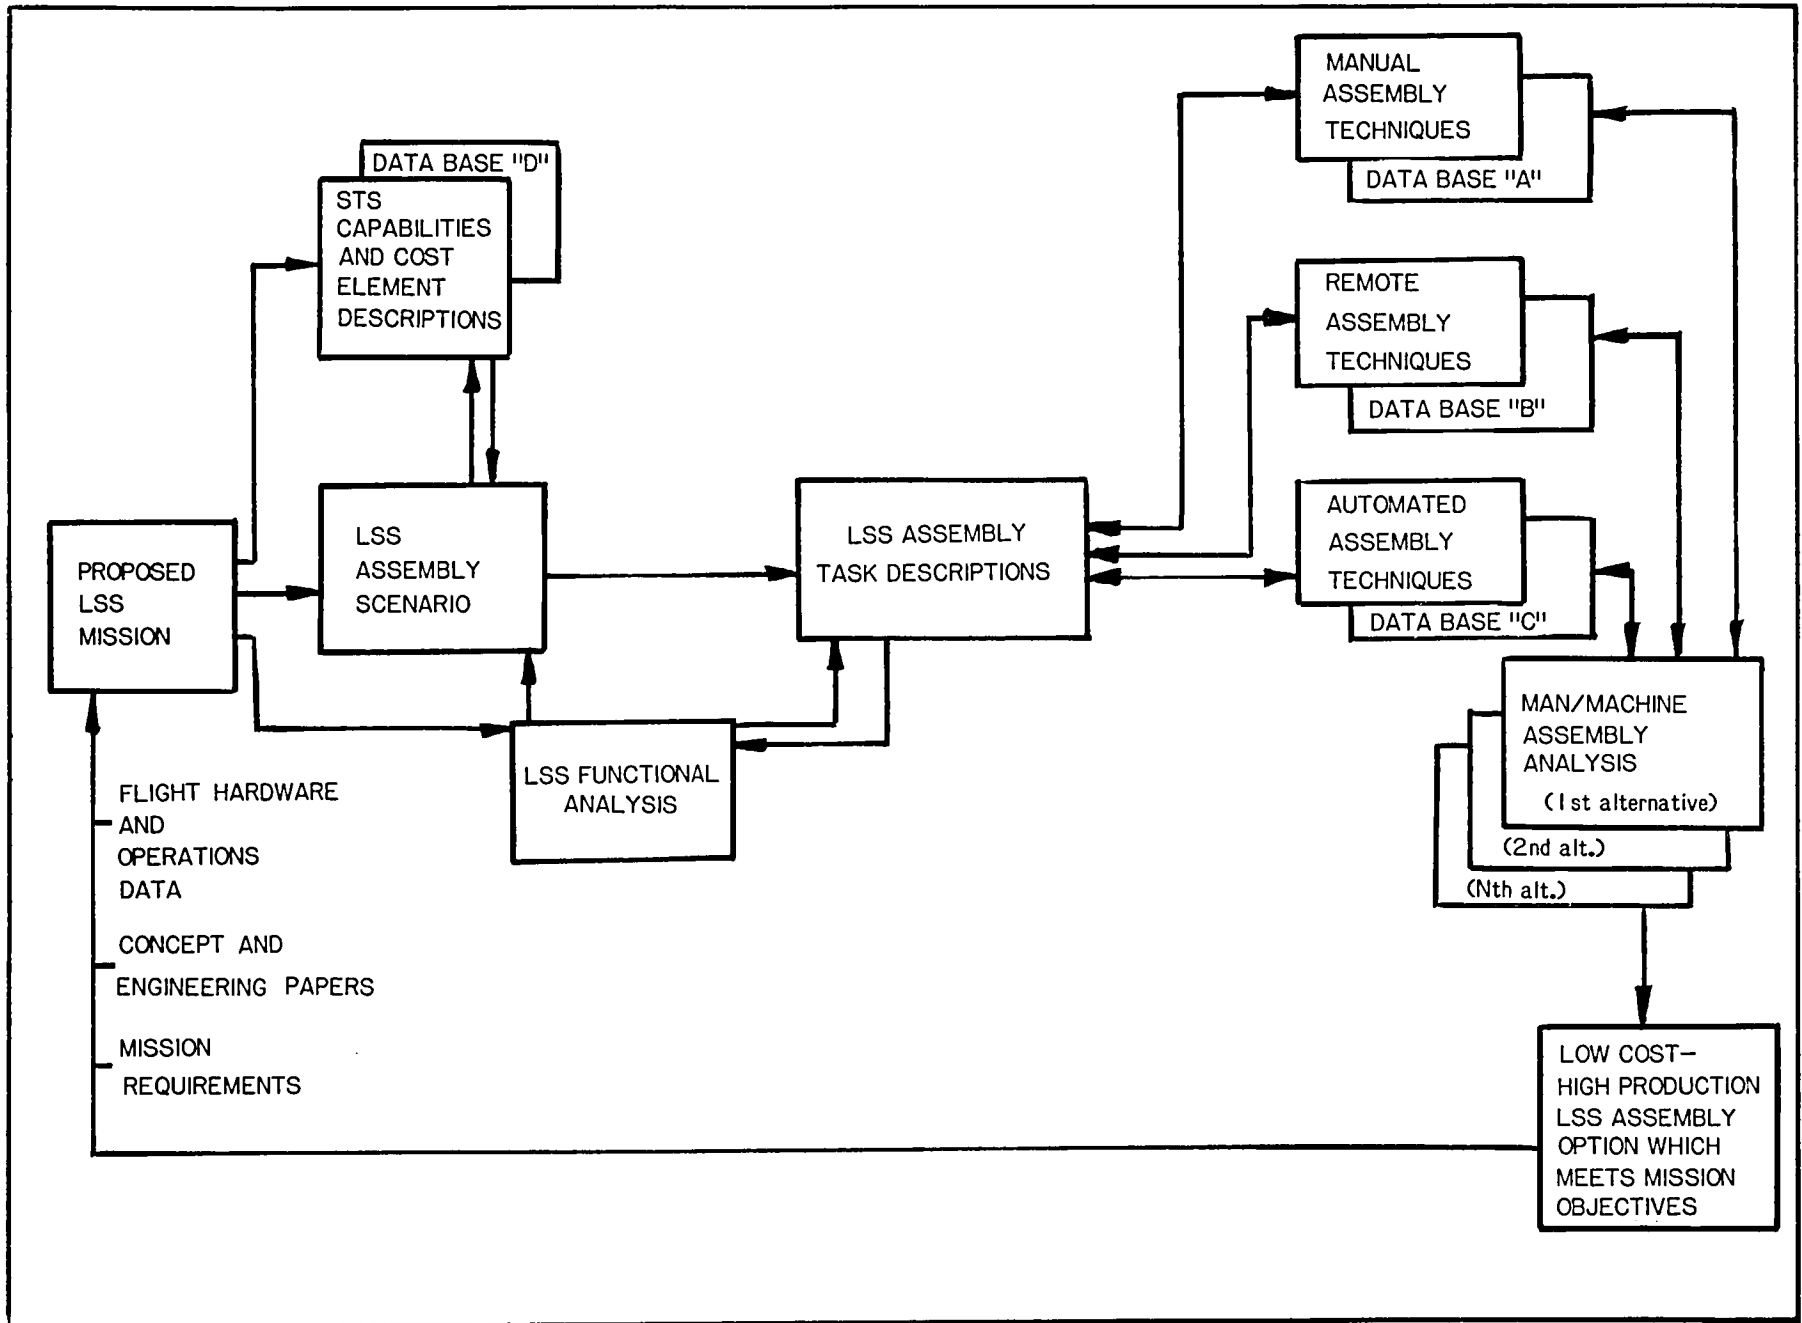 MANUAL
ASSEMBLY
TECHNIQUES
DATA BASE "A"
DATA BASE "D"
STS
CAPABILITIES
AND COST
ELEMENT
DESCRIPTIONS
REMOTE
ASSEMBLY
TECHNIQUES
DATA BASE "B"
AUTOMATED
ASSEMBLY
TECHNIQUES
DATA BASE "C"
PROPOSED
LSS
MISSION
LSS
ASSEMBLY
SCENARIO
LSS ASSEMBLY
TASK DESCRIPTIONS
LSS FUNCTIONAL
ANALYSIS
MAN/MACHINE
ASSEMBLY
ANALYSIS
(1st alternative)
(2nd alt.)
(Nth alt.)
FLIGHT HARDWARE
AND
OPERATIONS
DATA
CONCEPT AND
ENGINEERING PAPERS
MISSION
REQUIREMENTS
LOW COST-
HIGH PRODUCTION
LSS ASSEMBLY
OPTION WHICH
MEETS MISSION
OBJECTIVES